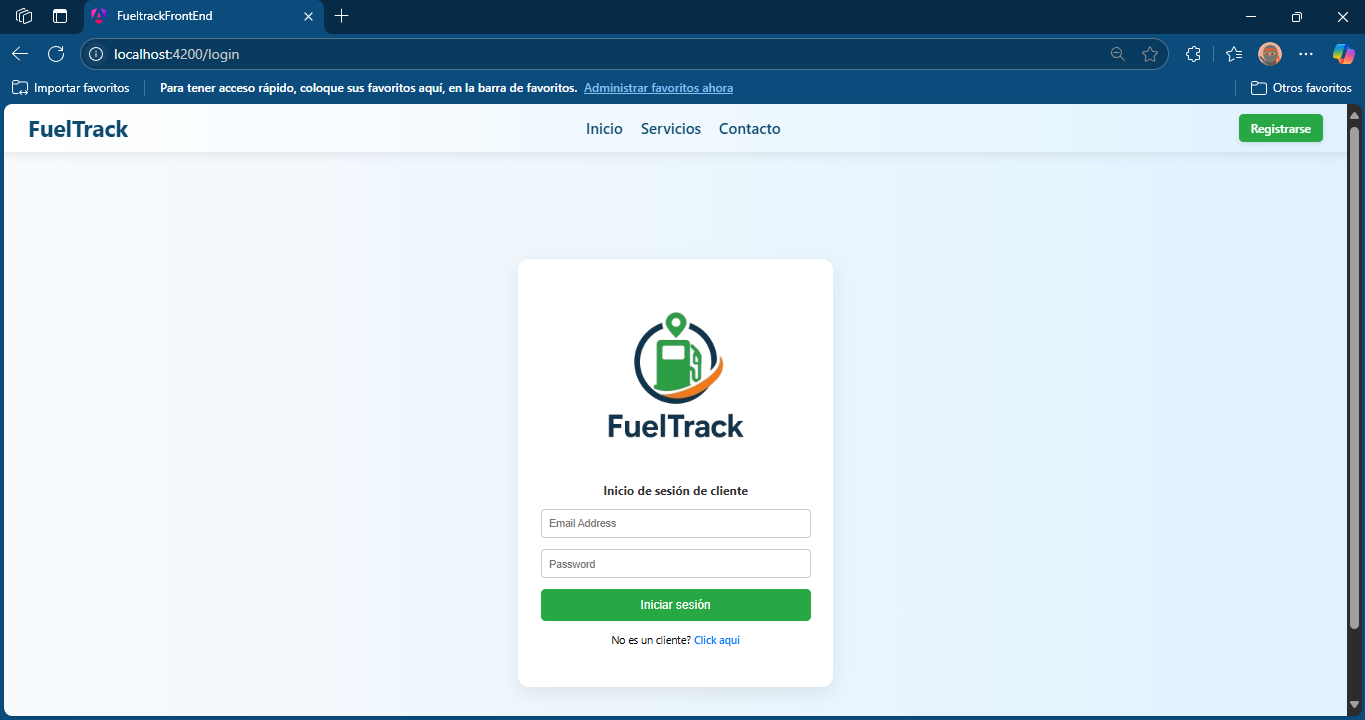 FueltrackFrontEnd
localhost:4200/login
Importar favoritos
Para tener acceso rápido, coloque sus favoritos aquí, en la barra de favoritos. Administrar favoritos ahora
Otros favoritos
FuelTrack
Inicio Servicios Contacto
Registrarse
FuelTrack
Inicio de sesión de cliente
Email Address
Password
Iniciar sesión
No es un cliente? Click aqui